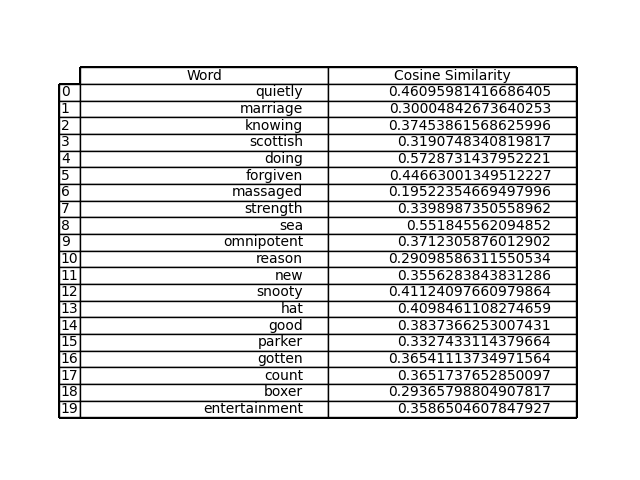 Word Cosine Similarity
0 quietly 0.46095981416686405
1 marriage 0.30004842673640253
2 knowing 0.37453861568625996
3 scottish 0.3190748340819817
4 doing 0.5728731437952221
5 forgiven 0.44663001349512227
6 massaged 0.19522354669497996
7 strength 0.3398987350558962
8 sea 0.551845562094852
9 omnipotent 0.3712305876012902
10 reason 0.29098586311550534
11 new 0.3556283843831286
12 snooty 0.41124097660979864
13 hat 0.4098461108274659
14 good 0.3837366253007431
15 parker 0.3327433114379664
16 gotten 0.36541113734971564
17 count 0.3651737652850097
18 boxer 0.29365798804907817
19 entertainment 0.3586504607847927